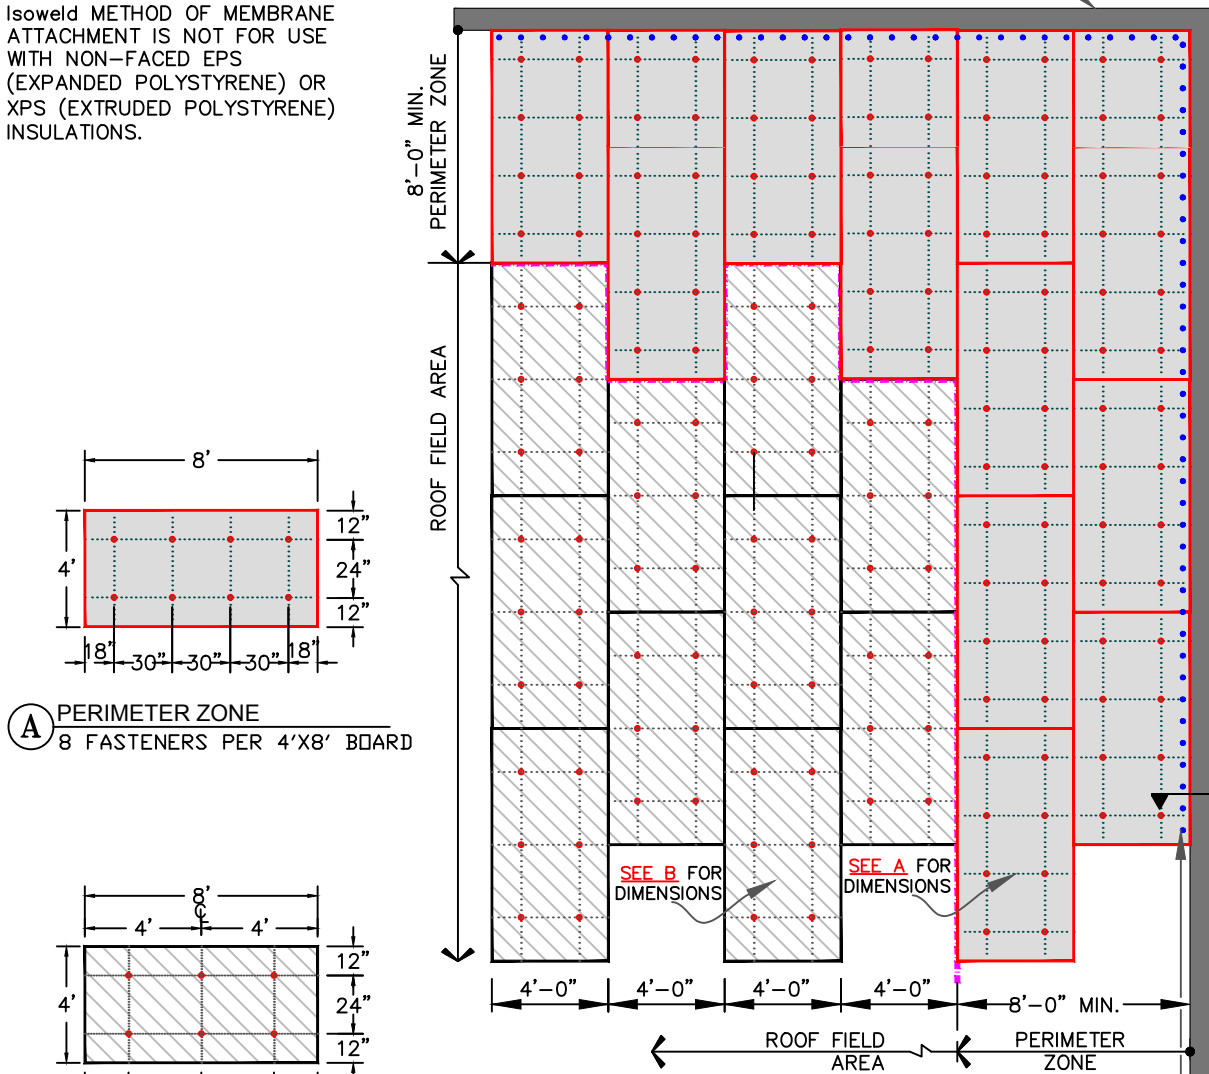 Isoweld METHOD OF MEMBRANE
ATTACHMENT IS NOT FOR USE
WITH NON-FACED EPS
(EXPANDED POLYSTYRENE) OR
XPS (EXTRUDED POLYSTYRENE)
INSULATIONS.
8'-0" MIN.
PERIMETER ZONE
ROOF FIELD AREA
8'
4'
12"
24"
12"
18"
30"
30"
30"
18"
A
PERIMETER ZONE
8 FASTENERS PER 4'X8' BOARD
8'
℄
4'
4'
4'
12"
24"
12"
SEE B FOR
DIMENSIONS
SEE A FOR
DIMENSIONS
4'-0"
4'-0"
4'-0"
4'-0"
8'-0" MIN.
ROOF FIELD
AREA
PERIMETER
ZONE